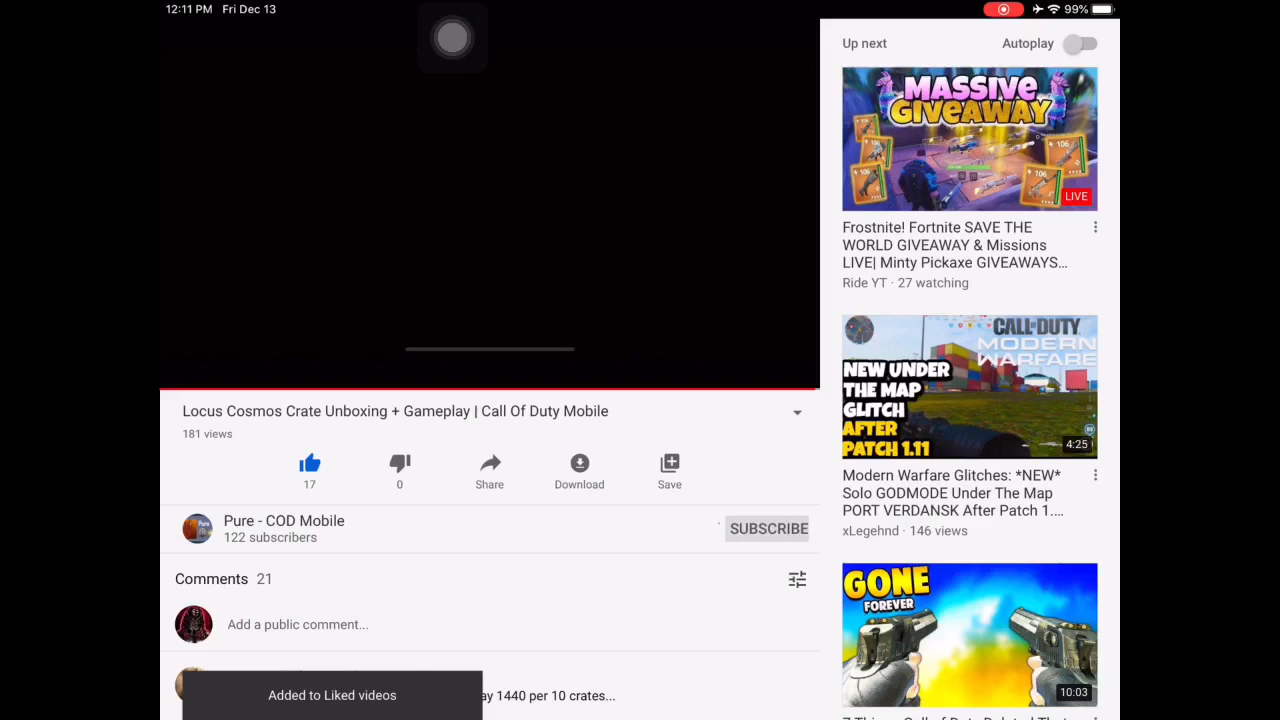 12:11 PM Fri Dec 13
99%
Up next
Autoplay
MASSIVE
GIVEAWAY
106
106
106
106
LIVE
Frostnite! Fortnite SAVE THE
WORLD GIVEAWAY & Missions
LIVE| Minty Pickaxe GIVEAWAYS…
Ride YT · 27 watching
CALL OF DUTY
MODERN
WARFARE
NEW UNDER
THE MAP
GLITCH
AFTER
PATCH 1.11
4:25
Modern Warfare Glitches: *NEW*
Solo GODMODE Under The Map
PORT VERDANSK After Patch 1.…
xLegehnd · 146 views
GONE
FOREVER
10:03
Locus Cosmos Crate Unboxing + Gameplay | Call Of Duty Mobile
181 views
17
0
Share
Download
Save
Pure - COD Mobile
122 subscribers
SUBSCRIBE
Comments 21
Add a public comment...
1440 per 10 crates...
Added to Liked videos